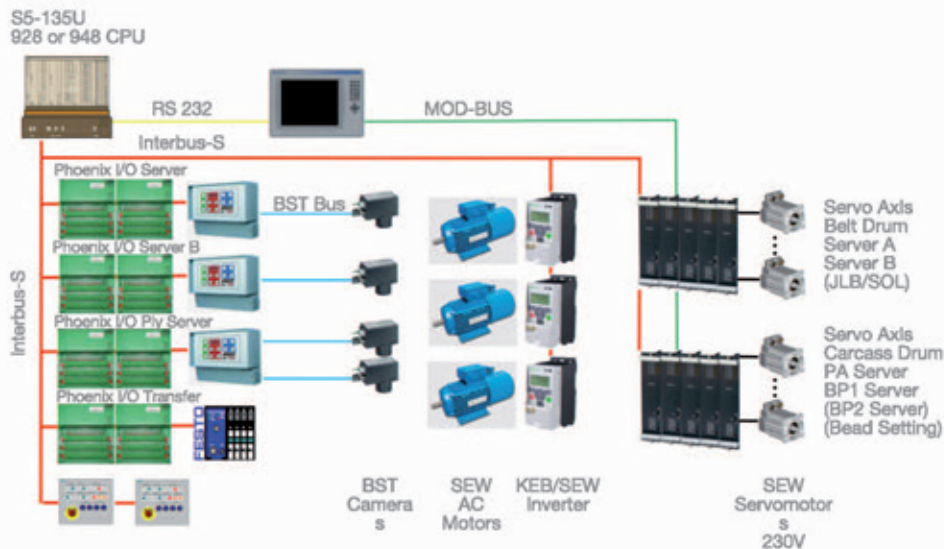 S5-135U
928 or 948 CPU
RS 232
MOD-BUS
Interbus-S
Phoenix I/O Server
BST Bus
Phoenix I/O Server B
Phoenix I/O Ply Server
Phoenix I/O Transfer
Interbus-S
FESTO
Servo Axis
Belt Drum
Server A
Server B
(JLB/SOL)
Servo Axis
Carcass Drum
PA Server
BP1 Server
(BP2 Server)
(Bead Setting)
BST
Camera
s
SEW
AC
Motors
KEB/SEW
Inverter
SEW
Servomotor
s
230V